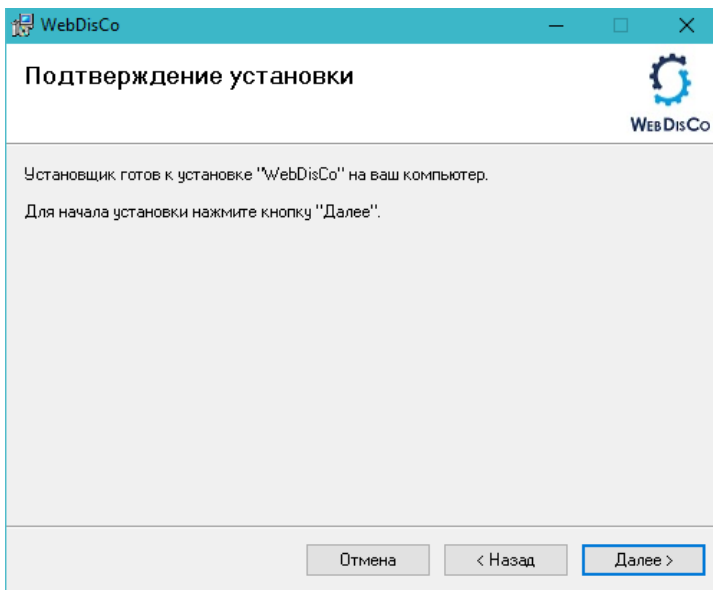 WebDisCo
Подтверждение установки
WEBDISCO
Установщик готов к установке "WebDisCo" на ваш компьютер.
Для начала установки нажмите кнопку "Далее".
Отмена
< Назад
Далее >